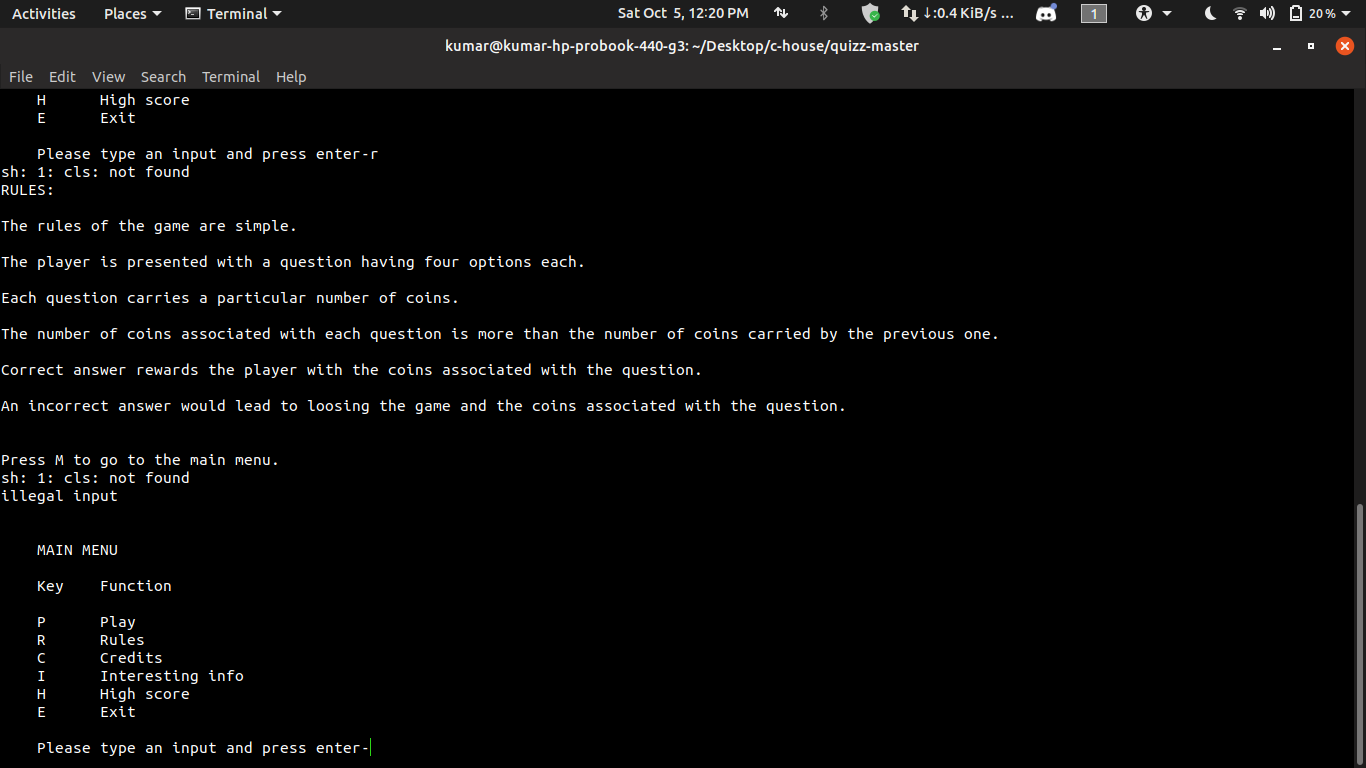 Activities Places Terminal Sat Oct 5, 12:20 PM ↓:0.4 KiB/s ... 1 20 %
kumar@kumar-hp-probook-440-g3: ~/Desktop/c-house/quizz-master
File Edit View Search Terminal Help
H High score
E Exit
Please type an input and press enter-r
sh: 1: cls: not found
RULES:
The rules of the game are simple.
The player is presented with a question having four options each.
Each question carries a particular number of coins.
The number of coins associated with each question is more than the number of coins carried by the previous one.
Correct answer rewards the player with the coins associated with the question.
An incorrect answer would lead to loosing the game and the coins associated with the question.
Press M to go to the main menu.
sh: 1: cls: not found
illegal input
MAIN MENU
Key Function
P Play
R Rules
C Credits
I Interesting info
H High score
E Exit
Please type an input and press enter-